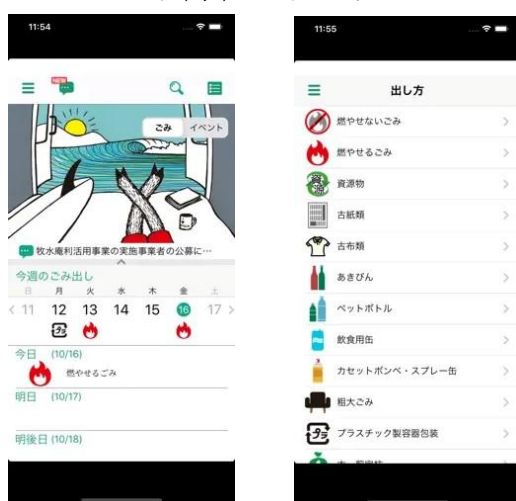 11:54
NEW
ごみ イベント
牧水庵利活用事業の実施事業者の公募に…
今週のごみ出し
日 月 火 水 木 金 土
< 11 12 13 14 15 16 17 >
プラ
今日 (10/16)
燃やせるごみ
明日 (10/17)
明後日 (10/18)
11:55
出し方
燃やせないごみ
燃やせるごみ
資源物
古紙類
古布類
あきびん
ペットボトル
飲食用缶
カセットボンベ・スプレー缶
粗大ごみ
プラ
プラスチック製容器包装